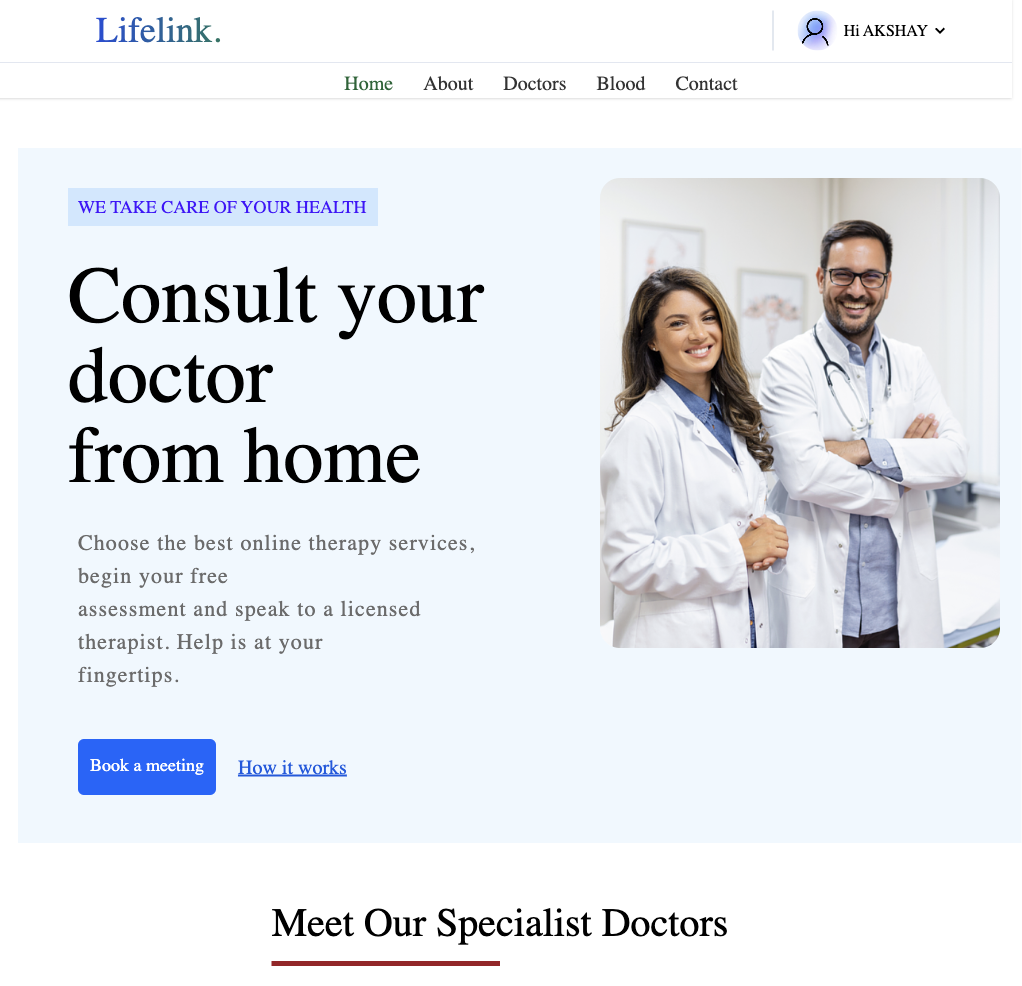 Lifelink.
Hi AKSHAY
Home About Doctors Blood Contact
WE TAKE CARE OF YOUR HEALTH
Consult your
doctor
from home
Choose the best online therapy services,
begin your free
assessment and speak to a licensed
therapist. Help is at your
fingertips.
Book a meeting How it works
Meet Our Specialist Doctors